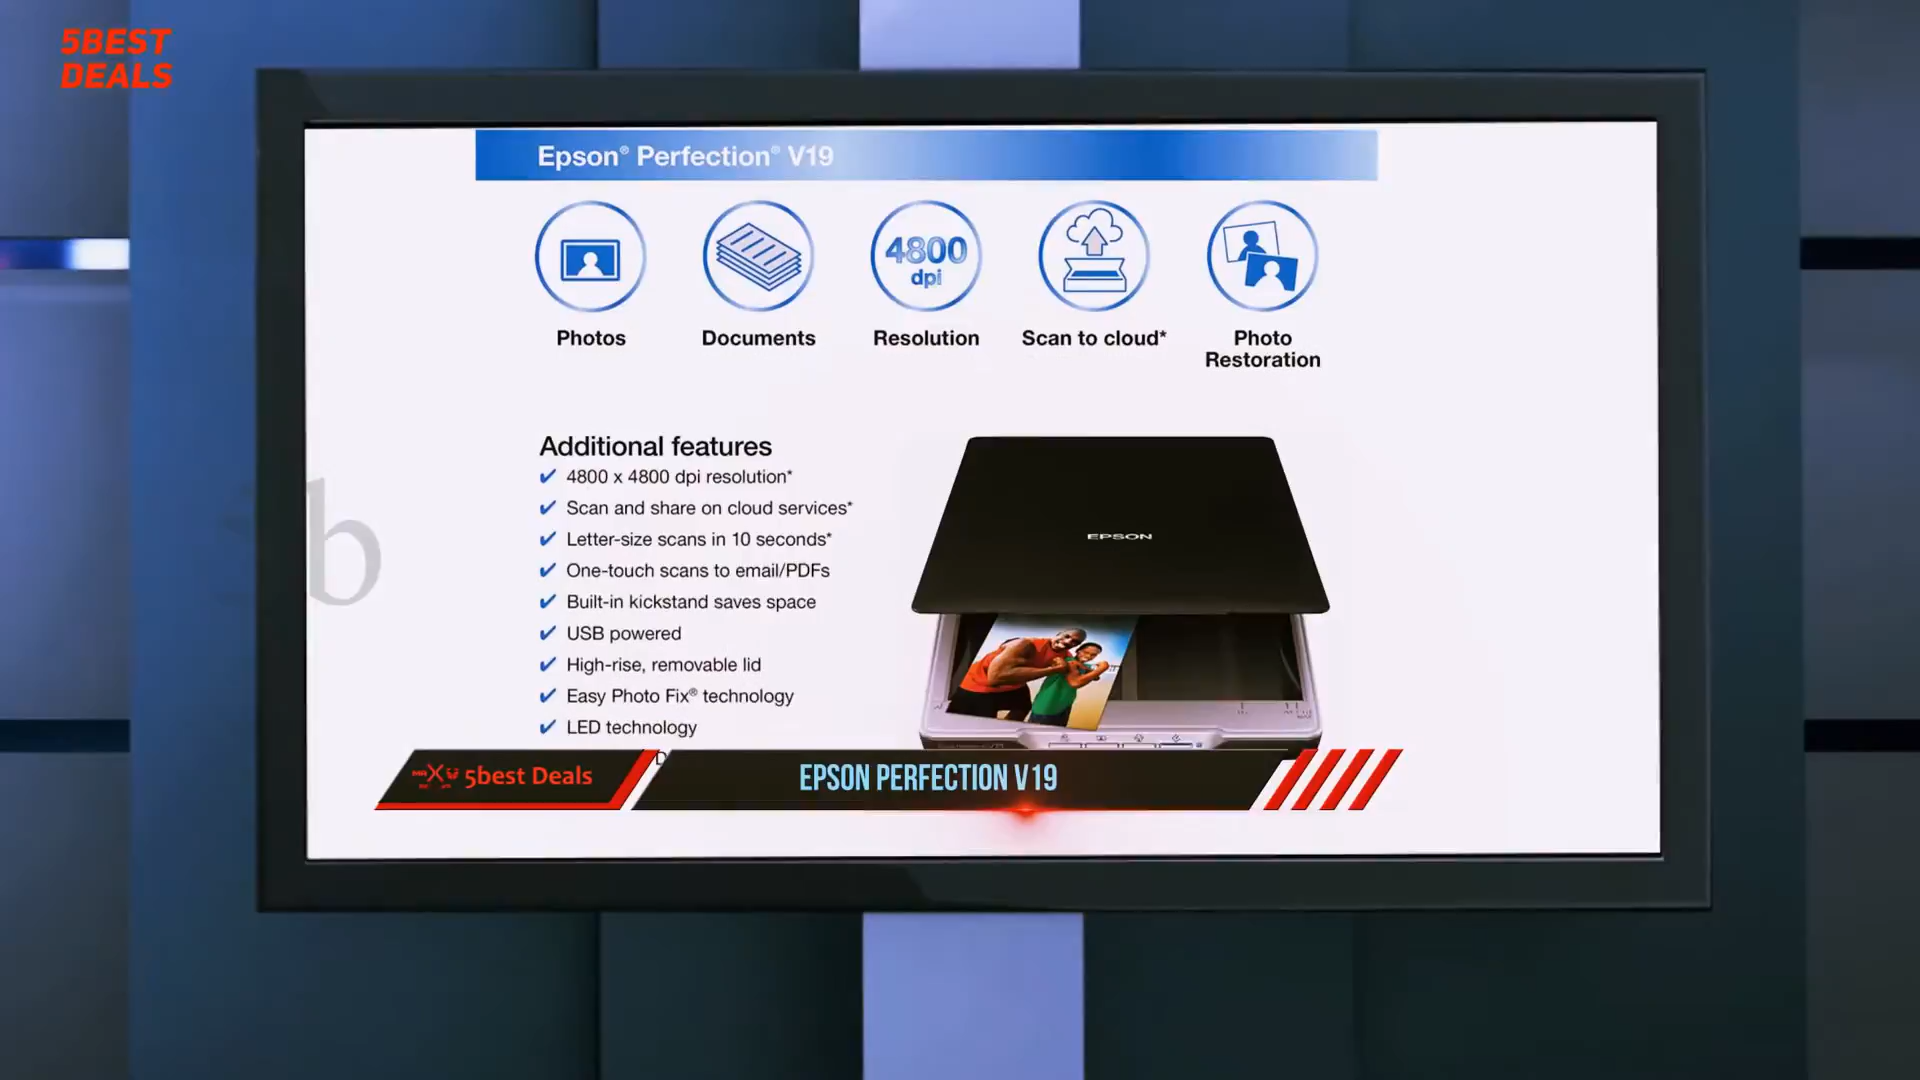 5BEST
DEALS
Epson® Perfection® V19
4800
dpi
Photos
Documents
Resolution
Scan to cloud*
Photo
Restoration
Additional features
✔ 4800 x 4800 dpi resolution*
✔ Scan and share on cloud services*
✔ Letter-size scans in 10 seconds*
✔ One-touch scans to email/PDFs
✔ Built-in kickstand saves space
✔ USB powered
✔ High-rise, removable lid
✔ Easy Photo Fix® technology
✔ LED technology
EPSON
b
5best Deals
EPSON PERFECTION V19